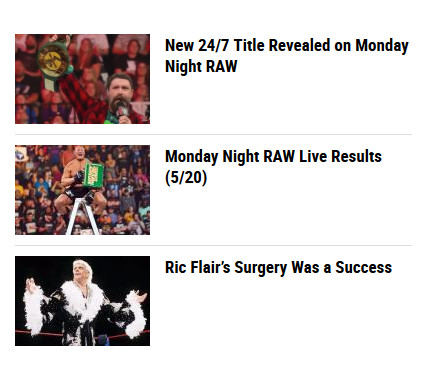 New 24/7 Title Revealed on Monday
Night RAW
Monday Night RAW Live Results
(5/20)
Ric Flair's Surgery Was a Success